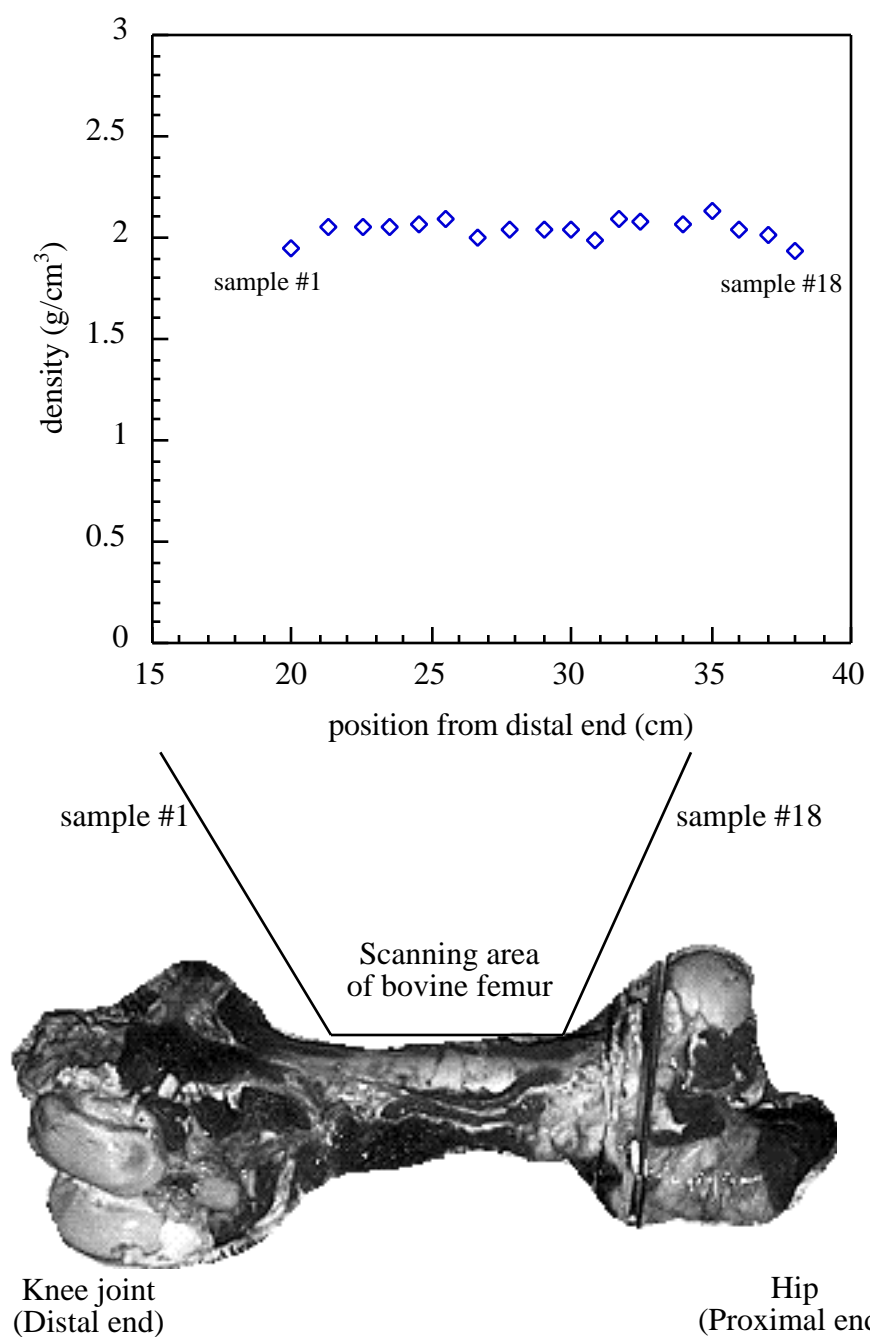 3
2.5
2
1.5
1
0.5
0
density (g/cm³)
sample #1
sample #18
15 20 25 30 35 40
position from distal end (cm)
sample #1
sample #18
Scanning area
of bovine femur
Knee joint
(Distal end)
Hip
(Proximal end